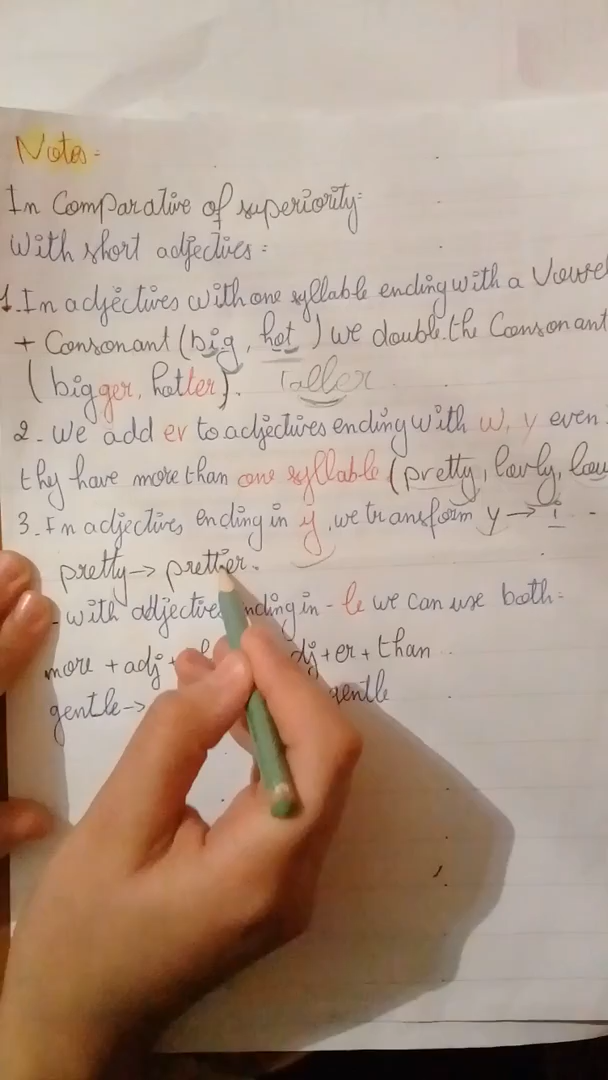 Notes:
In Comparative of superiority:
With short adjectives:
1. In adjectives with one syllable ending with a Vowel
+ Consonant (big, hot) we double the Consonant
(bigger, hotter). Taller
2- We add er to adjectives ending with w, y even
thy have more than one syllable (pretty, lovly,
3. In adjectives ending in y, we transform y → i -
pretty → prettier.
- with adjectives ending in - le we can use both:
more + adj + er + than
gentle → gentle